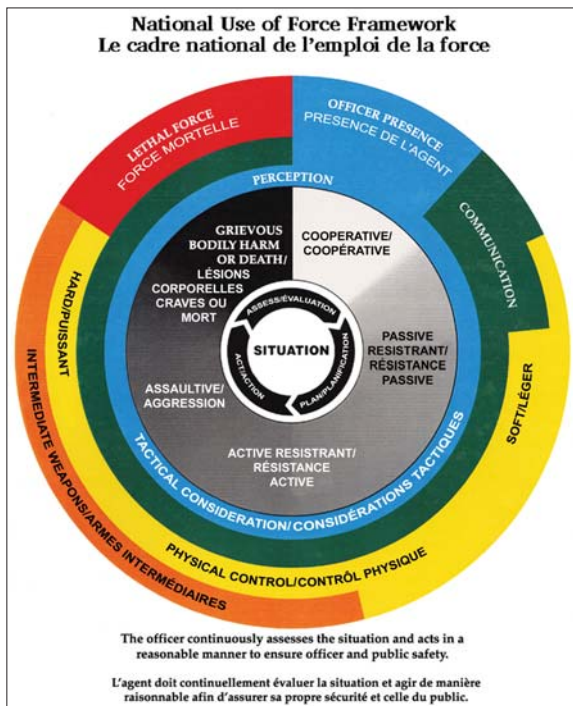 National Use of Force Framework
Le cadre national de l'emploi de la force
LETHAL FORCE
FORCE MORTELLE
OFFICER PRESENCE
PRESENCE DE L'AGENT
COMMUNICATION
PERCEPTION
GRIEVOUS
BODILY HARM
OR DEATH/
LÉSIONS
CORPORELLES
CRAVES OU
MORT
COOPERATIVE/
COOPÉRATIVE
ASSESS/ÉVALUATION
SITUATION
ACT/ACTION
PLAN/PLANIFICATION
PASSIVE
RESISTRANT/
RÉSISTANCE
PASSIVE
ASSAULTIVE/
AGGRESSION
ACTIVE RESISTRANT/
RÉSISTANCE
ACTIVE
HARD/PUISSANT
SOFT/LÉGER
TACTICAL CONSIDERATION/ CONSIDÉRATIONS TACTIQUES
PHYSICAL CONTROL/CONTRÔL PHYSIQUE
INTERMEDIATE WEAPONS/ARMES INTERMÉDIAIRES
The officer continuously assesses the situation and acts in a
reasonable manner to ensure officer and public safety.
L'agent doit continuellement évaluer la situation et agir de manière
raisonnable afin d'assurer sa propre sécurité et celle du public.